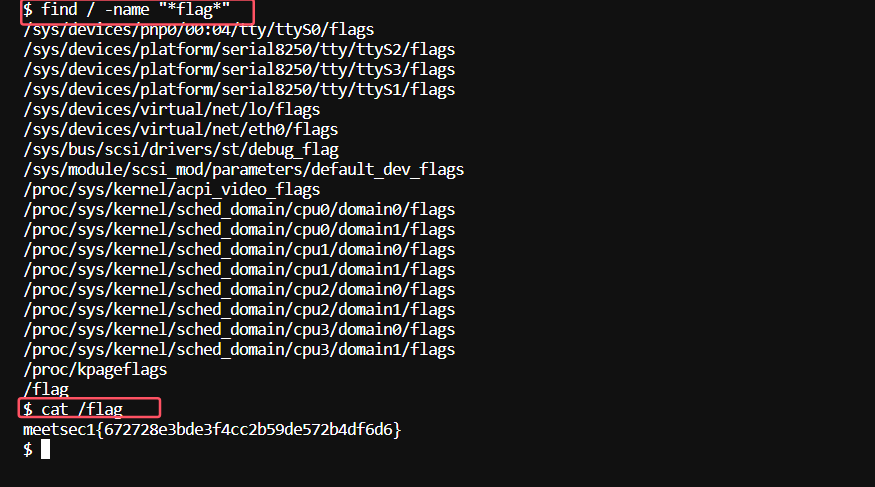 $ find / -name "*flag*"
/sys/devices/pnp0/00:04/tty/ttyS0/flags
/sys/devices/platform/serial8250/tty/ttyS2/flags
/sys/devices/platform/serial8250/tty/ttyS3/flags
/sys/devices/platform/serial8250/tty/ttyS1/flags
/sys/devices/virtual/net/lo/flags
/sys/devices/virtual/net/eth0/flags
/sys/bus/scsi/drivers/st/debug_flag
/sys/module/scsi_mod/parameters/default_dev_flags
/proc/sys/kernel/acpi_video_flags
/proc/sys/kernel/sched_domain/cpu0/domain0/flags
/proc/sys/kernel/sched_domain/cpu0/domain1/flags
/proc/sys/kernel/sched_domain/cpu1/domain0/flags
/proc/sys/kernel/sched_domain/cpu1/domain1/flags
/proc/sys/kernel/sched_domain/cpu2/domain0/flags
/proc/sys/kernel/sched_domain/cpu2/domain1/flags
/proc/sys/kernel/sched_domain/cpu3/domain0/flags
/proc/sys/kernel/sched_domain/cpu3/domain1/flags
/proc/kpageflags
/flag
$ cat /flag
meetsec1{672728e3bde3f4cc2b59de572b4df6d6}
$